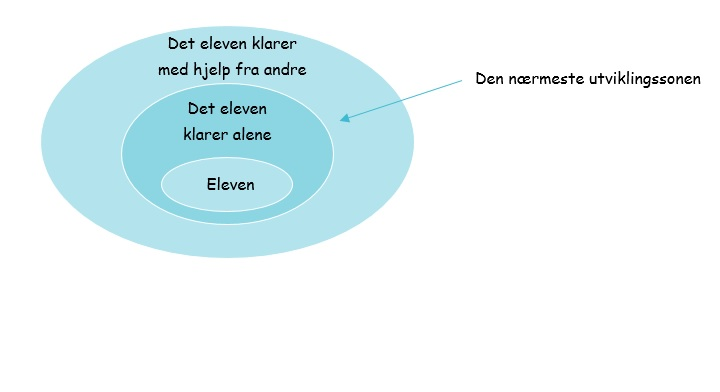 Det eleven klarer
med hjelp fra andre
Den nærmeste utviklingssonen
Det eleven
klarer alene
Eleven